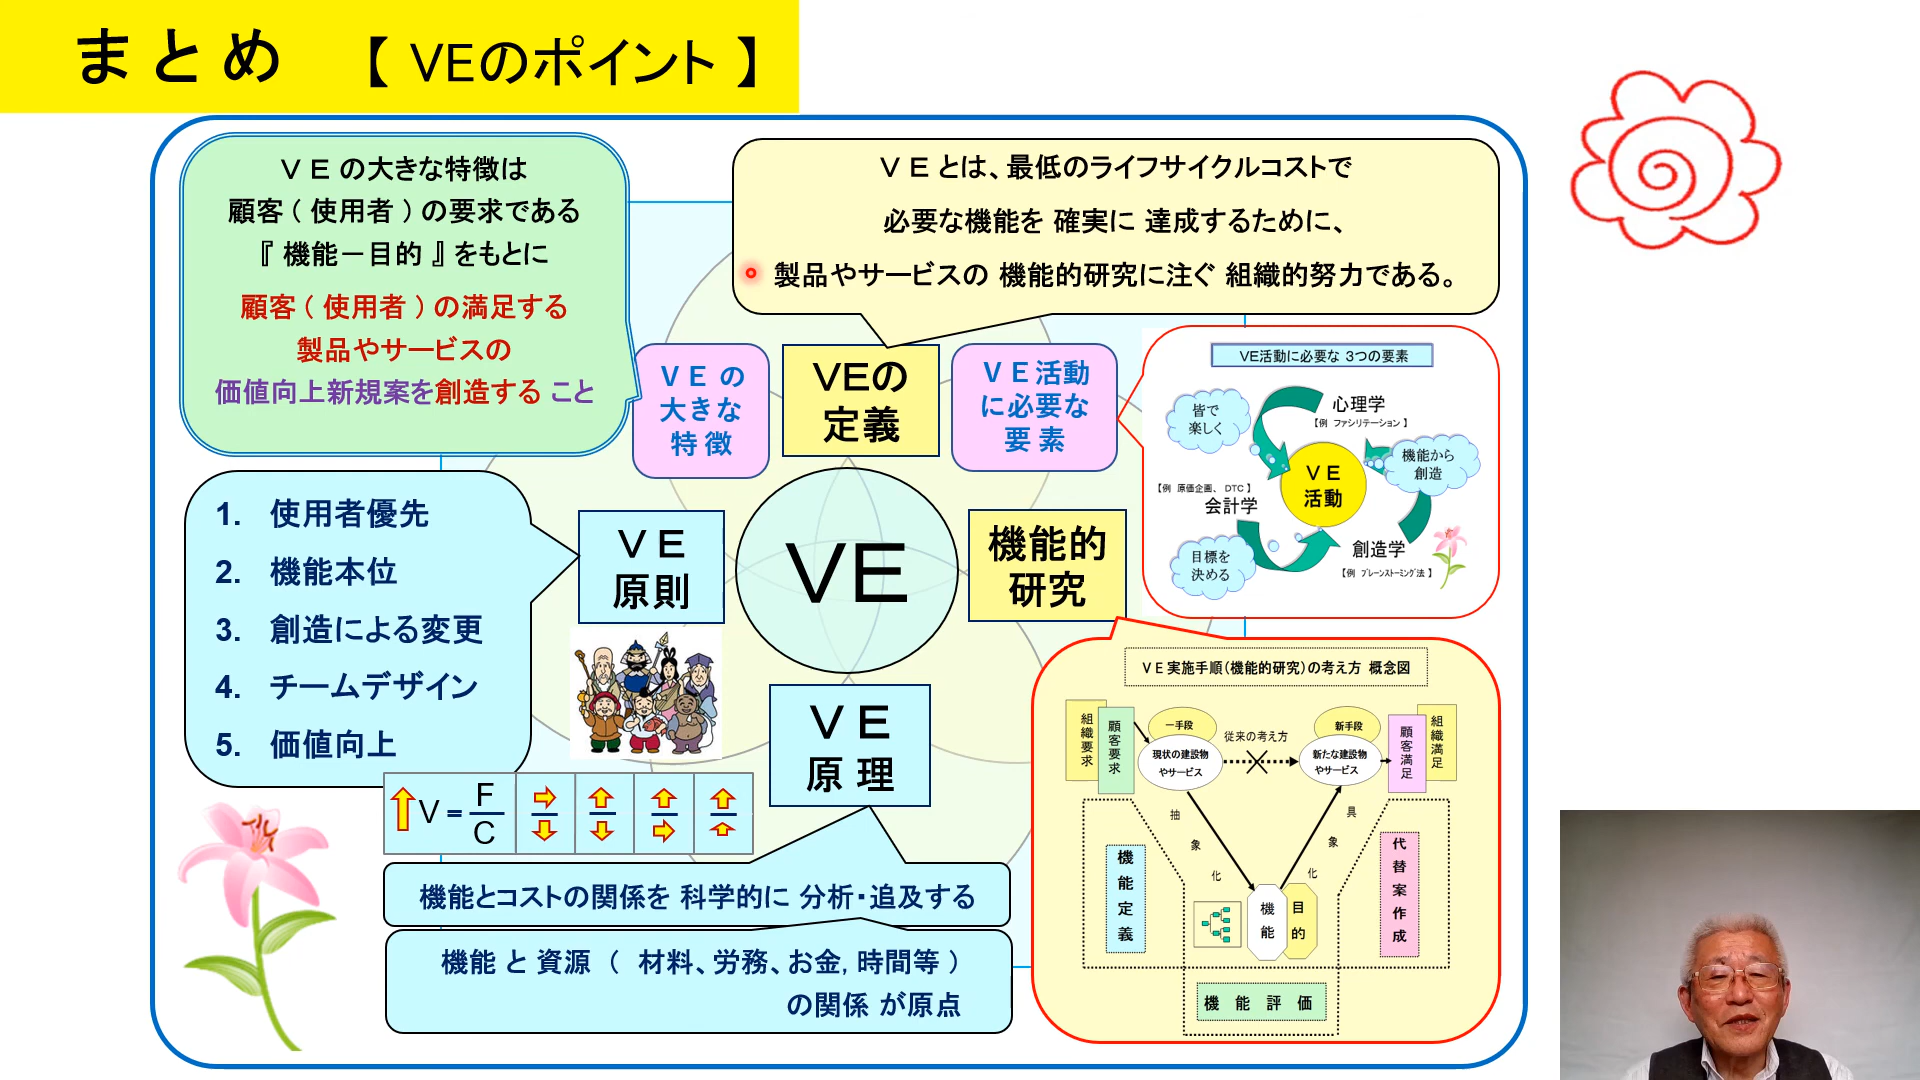 まとめ 【 VEのポイント 】
ＶＥの大きな特徴は
顧客（使用者）の要求である
『機能－目的』をもとに
顧客（使用者）の満足する
製品やサービスの
価値向上新規案を創造する こと
ＶＥとは、最低のライフサイクルコストで
必要な機能を 確実に 達成するために、
製品やサービスの 機能的研究に注ぐ 組織的努力である。
ＶＥの
大きな
特徴
VEの
定義
ＶＥ活動
に必要な
要素
VE活動に必要な 3つの要素
皆で
楽しく
心理学
【例 ファシリテーション】
機能から
創造
ＶＥ
活動
【例 原価企画、DTC】
会計学
目標を
決める
創造学
【例 ブレーンストーミング法】
1. 使用者優先
2. 機能本位
3. 創造による変更
4. チームデザイン
5. 価値向上
ＶＥ
原則
VE
機能的
研究
ＶＥ
原理
V = F
C
機能とコストの関係を 科学的に 分析・追及する
機能 と 資源 （ 材料、労務、お金, 時間等 ）
の関係 が原点
ＶＥ実施手順(機能的研究)の考え方 概念図
組織要求
顧客要求
一手段
現状の建設物
やサービス
従来の考え方
新手段
新たな建設物
やサービス
顧客満足
組織満足
抽象化
具象化
機能定義
機能
目的
代替案作成
機能評価